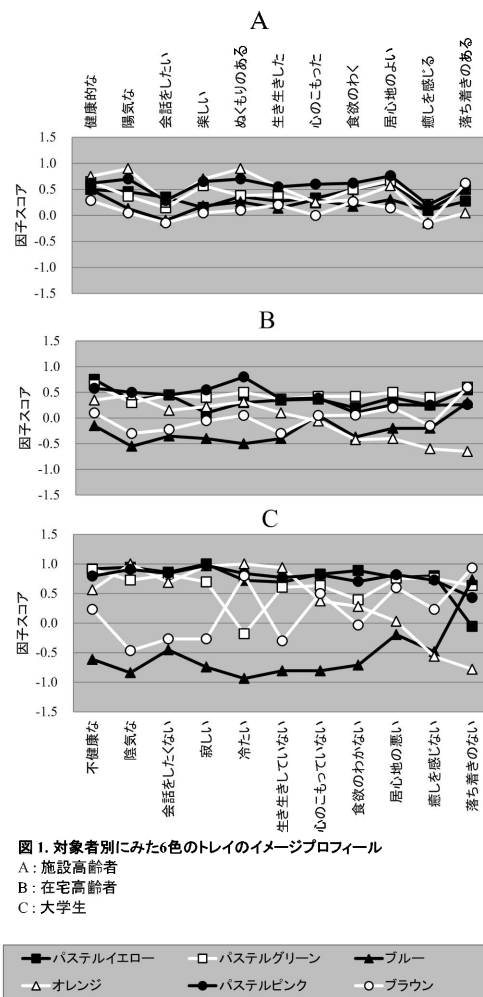 A
健康的な
陽気な
会話をしたい
楽しい
ぬくもりのある
生き生きした
心のこもった
食欲のわく
居心地のよい
癒しを感じる
落ち着きのある
1.5
1.0
0.5
0.0
-0.5
-1.0
-1.5
因子スコア
B
1.5
1.0
0.5
0.0
-0.5
-1.0
-1.5
因子スコア
C
1.5
1.0
0.5
0.0
-0.5
-1.0
-1.5
因子スコア
不健康な
陰気な
会話をしたくない
寂しい
冷たい
生き生きしていない
心のこもっていない
食欲のわかない
居心地の悪い
癒しを感じない
落ち着きのない
図 1. 対象者別にみた6色のトレイのイメージプロフィール
A : 施設高齢者
B : 在宅高齢者
C : 大学生
パステルイエロー パステルグリーン ブルー
オレンジ パステルピンク ブラウン